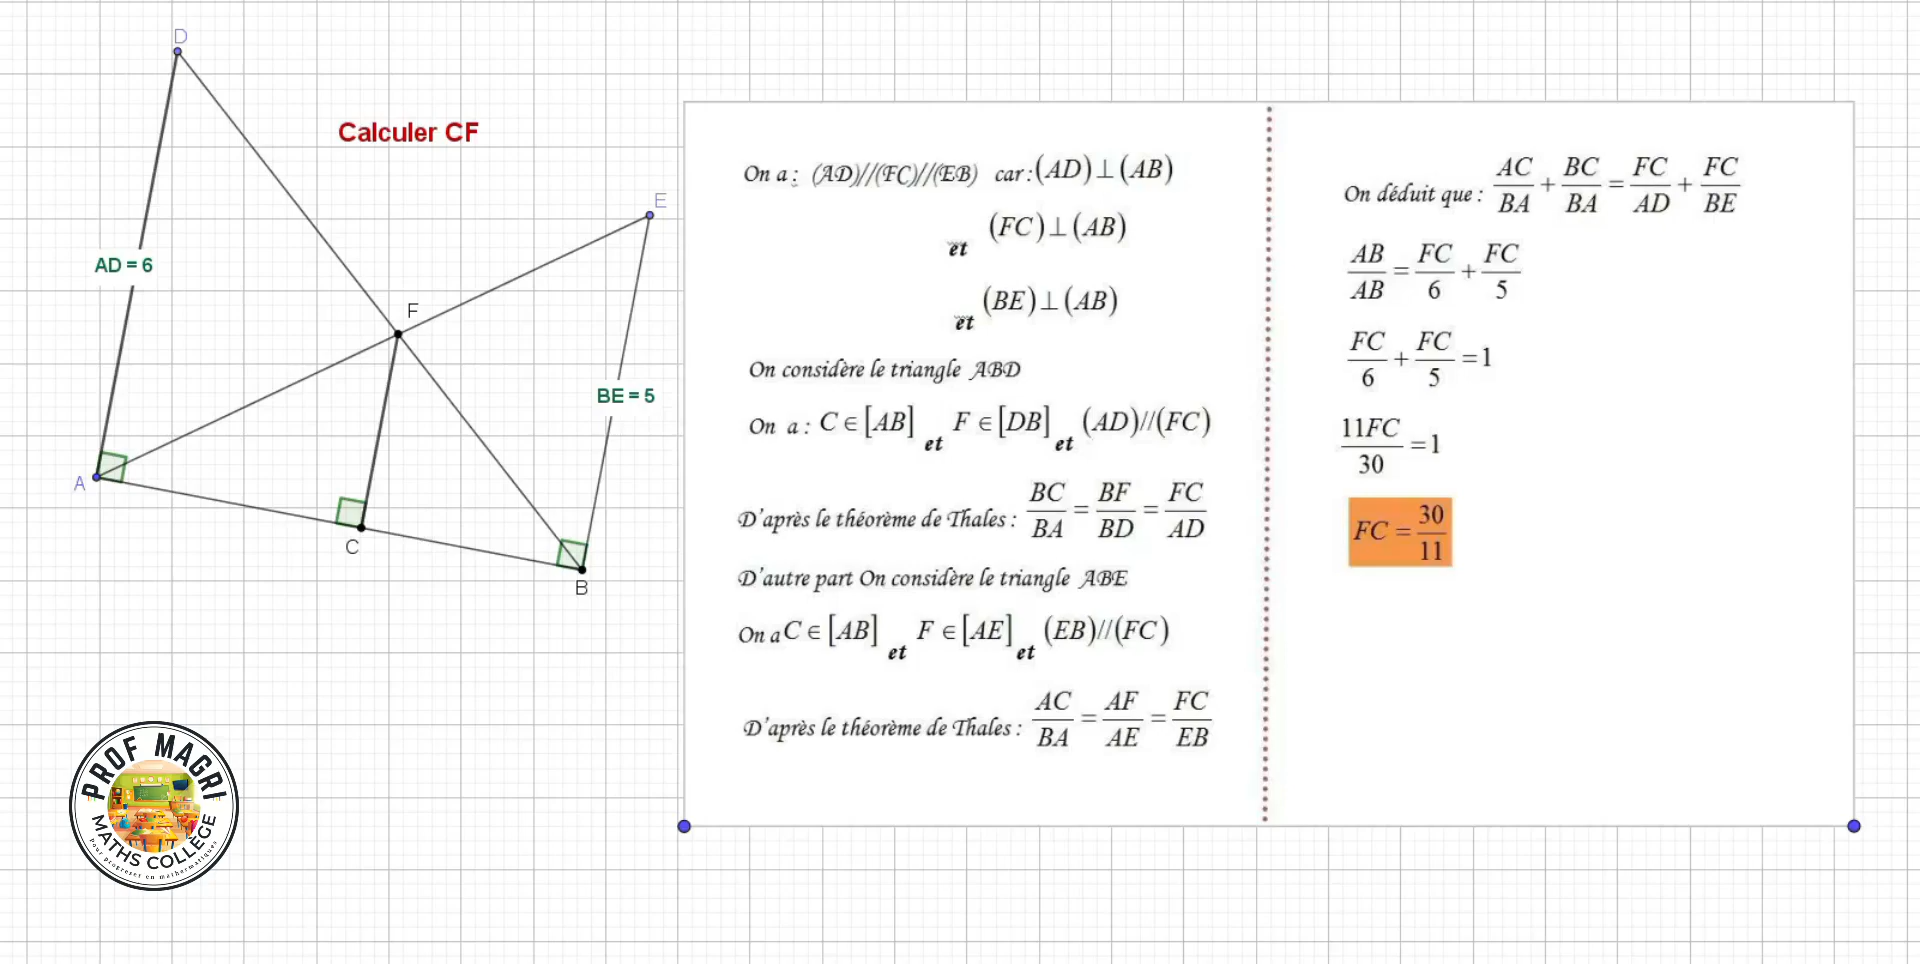 D
Calculer CF
E
AD = 6
F
BE = 5
A
C
B
On a : (AD)//(FC)//(EB) car : (AD)⊥(AB)
et (FC)⊥(AB)
et (BE)⊥(AB)
On considère le triangle ABD
On a : C ∈ [AB] et F ∈ [DB] et (AD)//(FC)
D'après le théorème de Thales : BC/BA = BF/BD = FC/AD
D'autre part On considère le triangle ABE
On a C ∈ [AB] et F ∈ [AE] et (EB)//(FC)
D'après le théorème de Thales : AC/BA = AF/AE = FC/EB
On déduit que : AC/BA + BC/BA = FC/AD + FC/BE
AB/AB = FC/6 + FC/5
FC/6 + FC/5 = 1
11FC/30 = 1
FC = 30/11
PROF MAGRI
MATHS COLLÈGE
Pour progresser en mathématiques